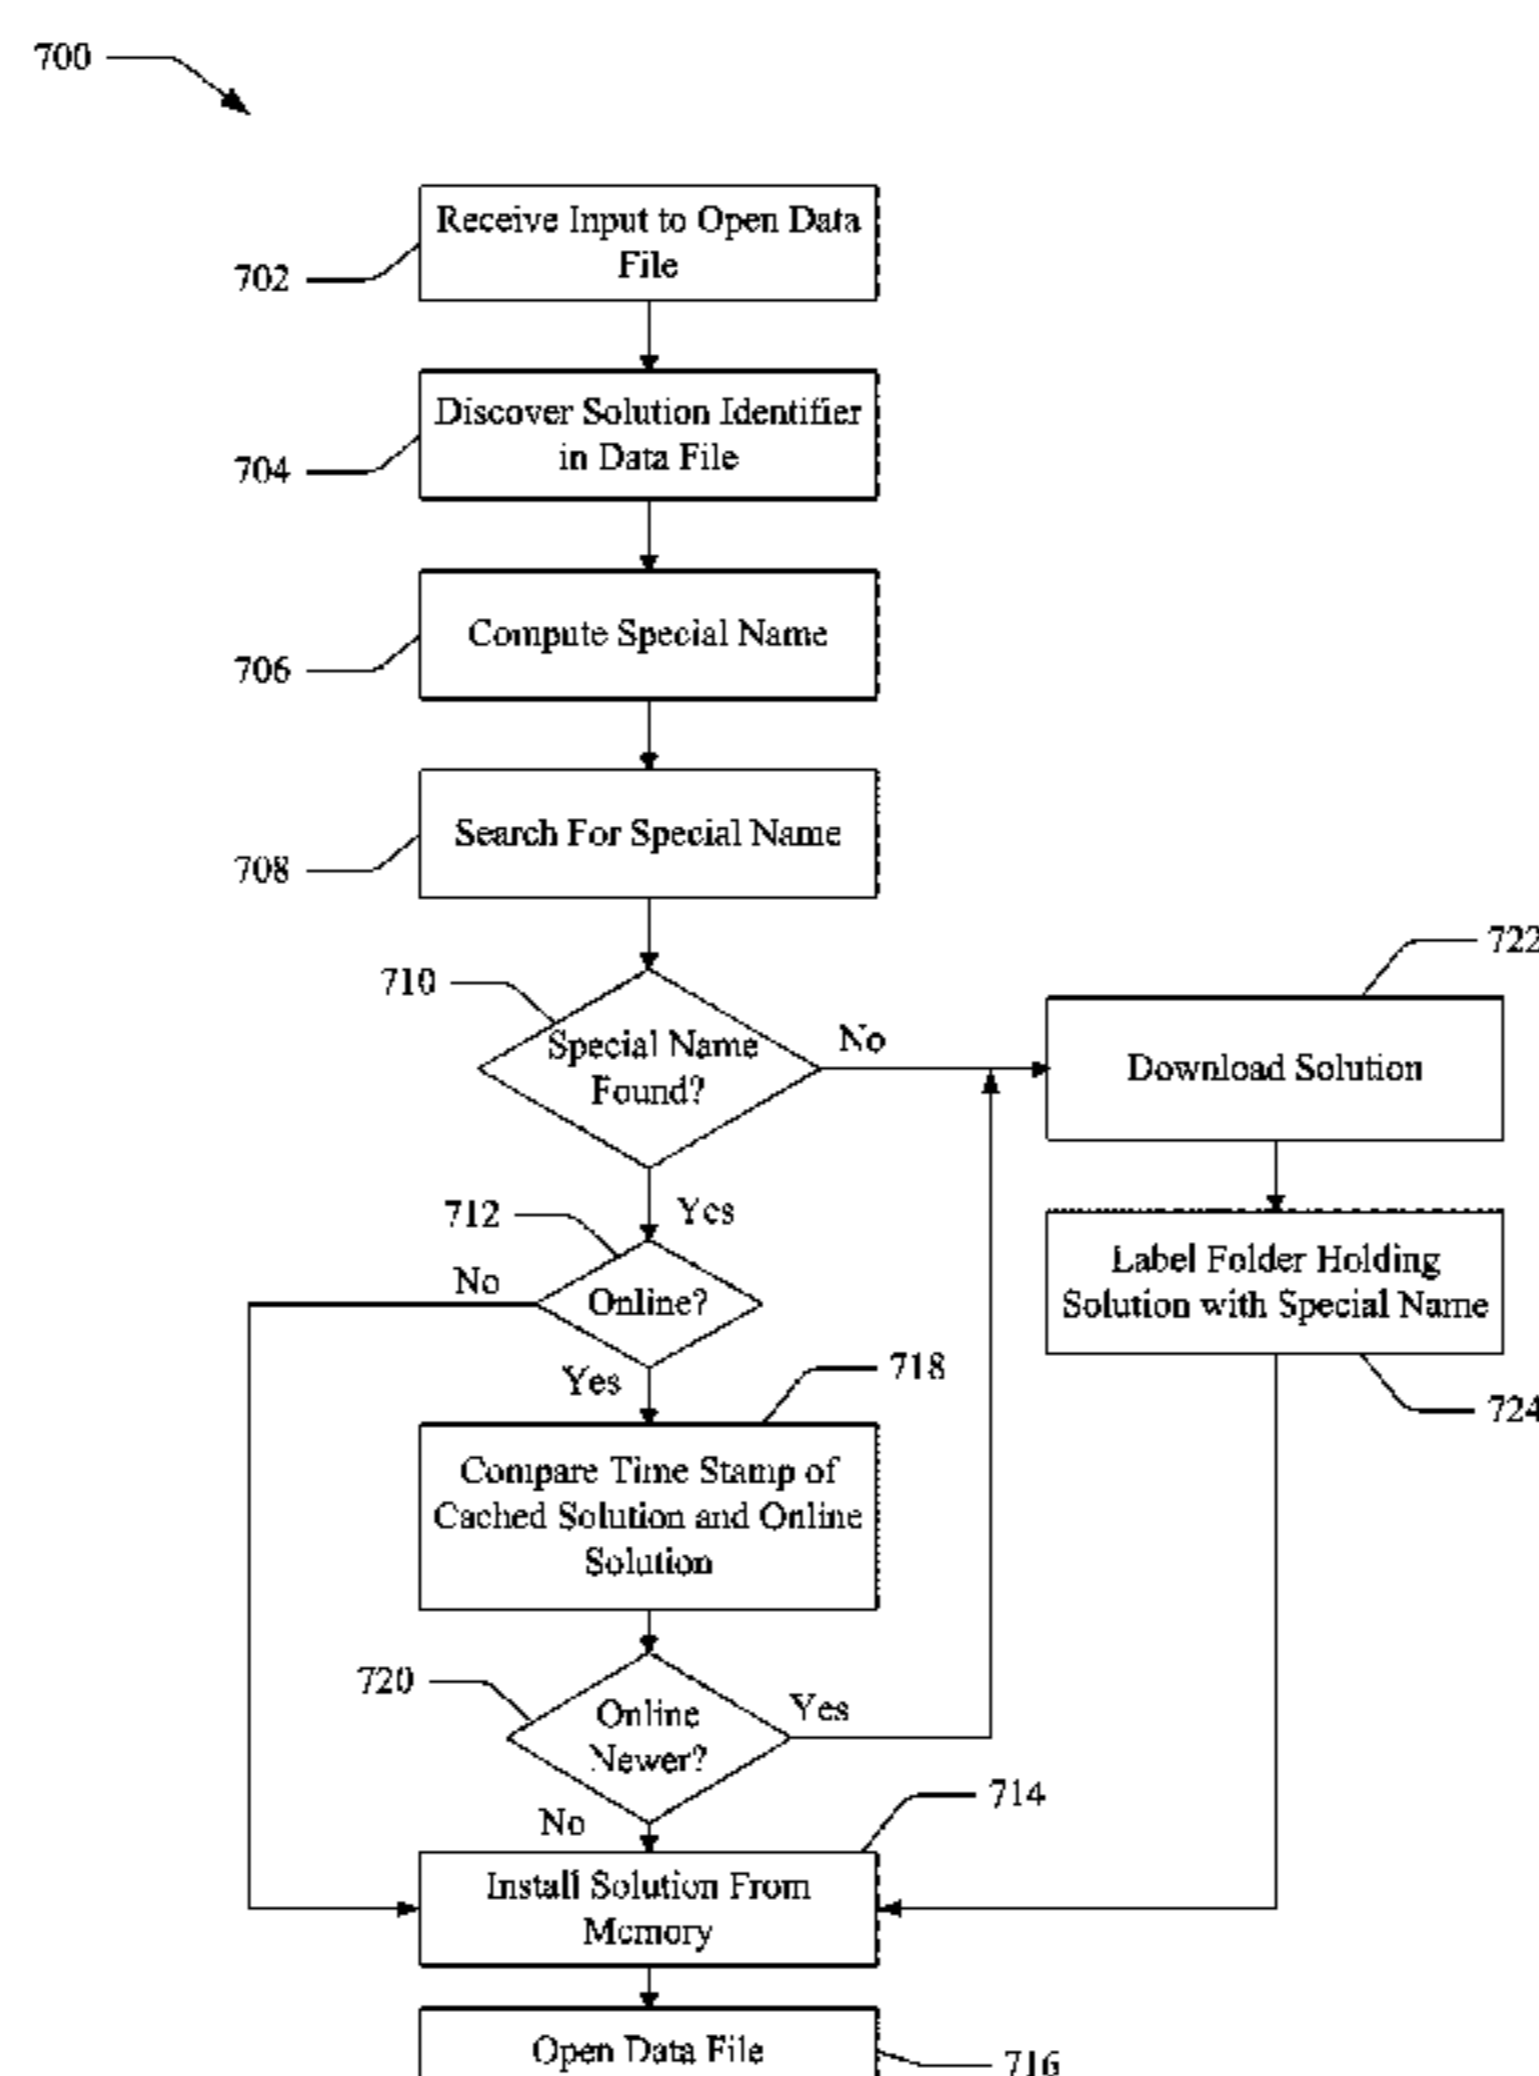 700
Receive Input to Open Data
File
702
Discover Solution Identifier
in Data File
704
Compute Special Name
706
Search For Special Name
708
710
Special Name
Found?
No
722
Download Solution
Yes
712
Online?
No
Label Folder Holding
Solution with Special Name
724
Yes
718
Compare Time Stamp of
Cached Solution and Online
Solution
720
Online
Newer?
Yes
No
714
Install Solution From
Memory
Open Data File
716